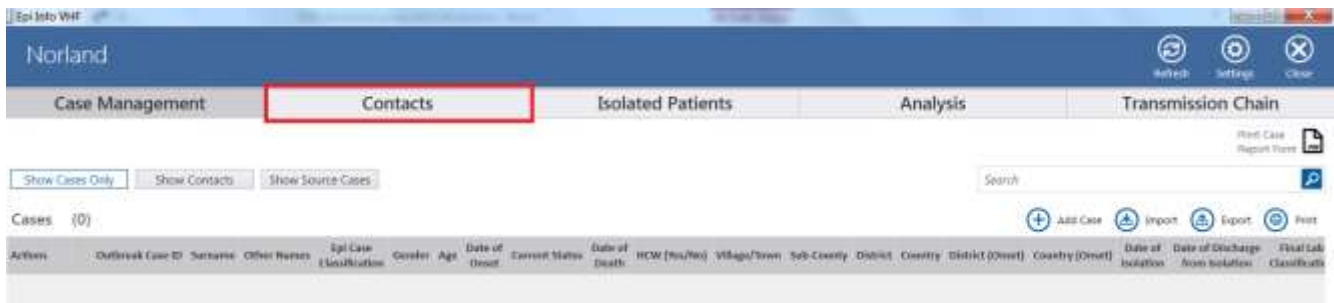 Epi Info VHF
Norland
Refresh Settings Close
Case Management Contacts Isolated Patients Analysis Transmission Chain
Print Case
Report Form
Show Cases Only Show Contacts Show Source Cases Search
Cases (0) Add Case Import Export Print
Actions Outbreak Case ID Surname Other Names Epi Case Classification Gender Age Date of Onset Current Status Date of Death HCW (Yes/No) Village/Town Sub-County District Country District (Onset) Country (Onset) Date of Isolation Date of Discharge from Isolation Final Lab